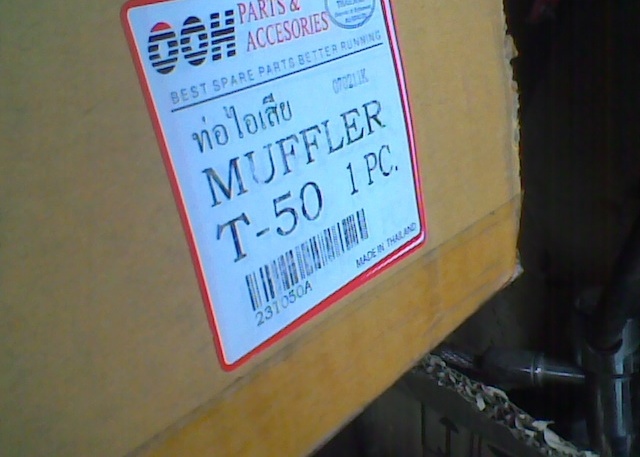 OOH PARTS &
ACCESORIES
BEST SPARE PARTS BETTER RUNNING
ท่อไอเสีย
MUFFLER
T-50 1 PC.
231050A
MADE IN THAILAND